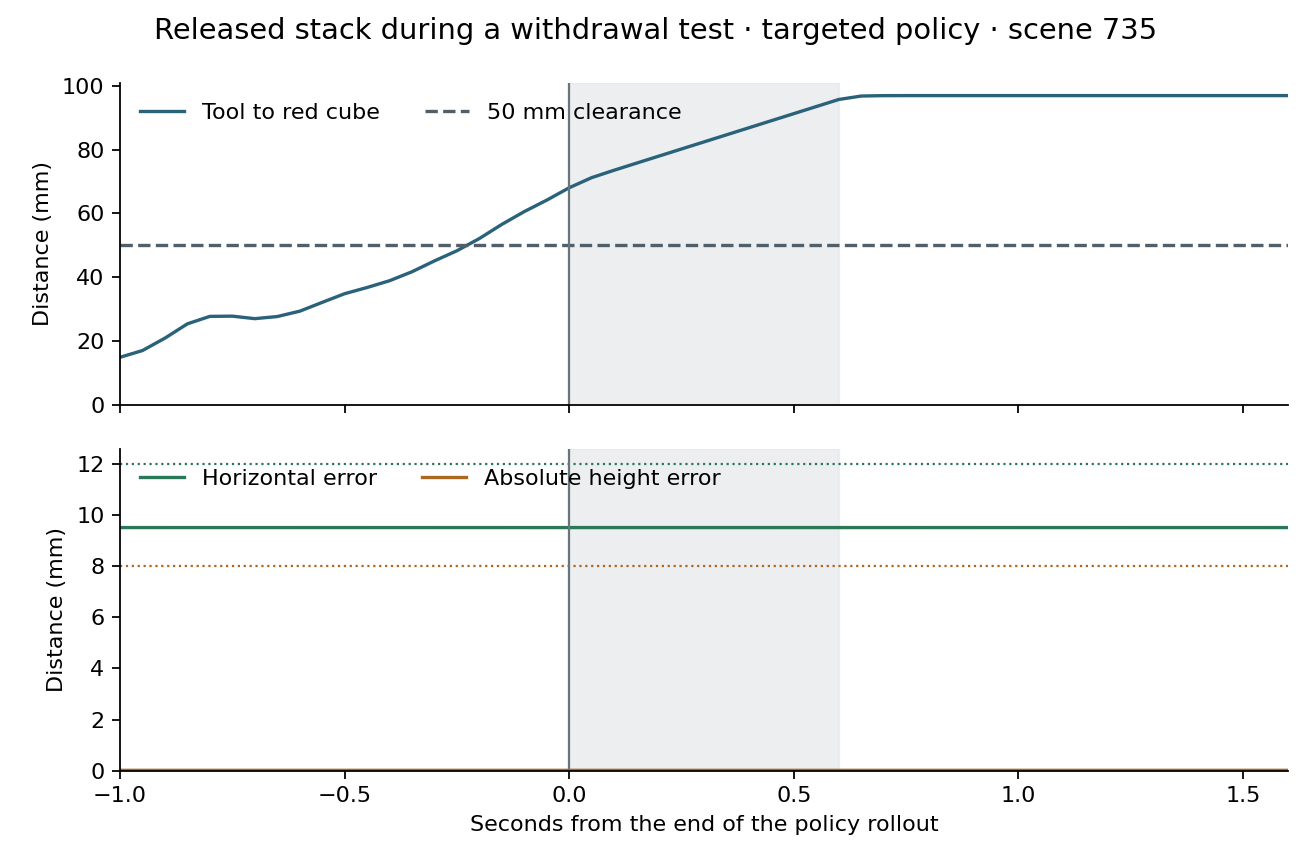 Released stack during a withdrawal test · targeted policy · scene 735
100
80
60
40
20
0
Distance (mm)
Tool to red cube
50 mm clearance
12
10
8
6
4
2
0
Distance (mm)
Horizontal error
Absolute height error
−1.0
−0.5
0.0
0.5
1.0
1.5
Seconds from the end of the policy rollout